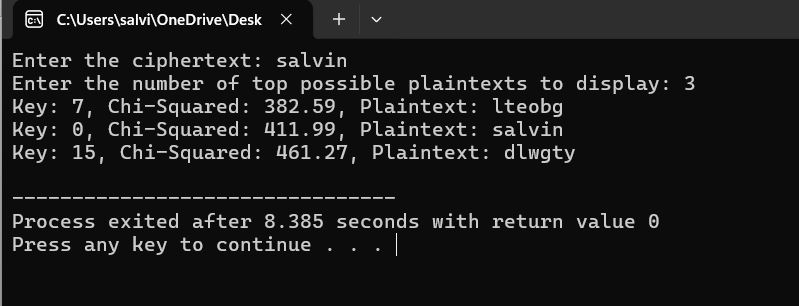 C:\Users\salvi\OneDrive\Desk
Enter the ciphertext: salvin
Enter the number of top possible plaintexts to display: 3
Key: 7, Chi-Squared: 382.59, Plaintext: lteobg
Key: 0, Chi-Squared: 411.99, Plaintext: salvin
Key: 15, Chi-Squared: 461.27, Plaintext: dlwgty
--------------------------------
Process exited after 8.385 seconds with return value 0
Press any key to continue . . .